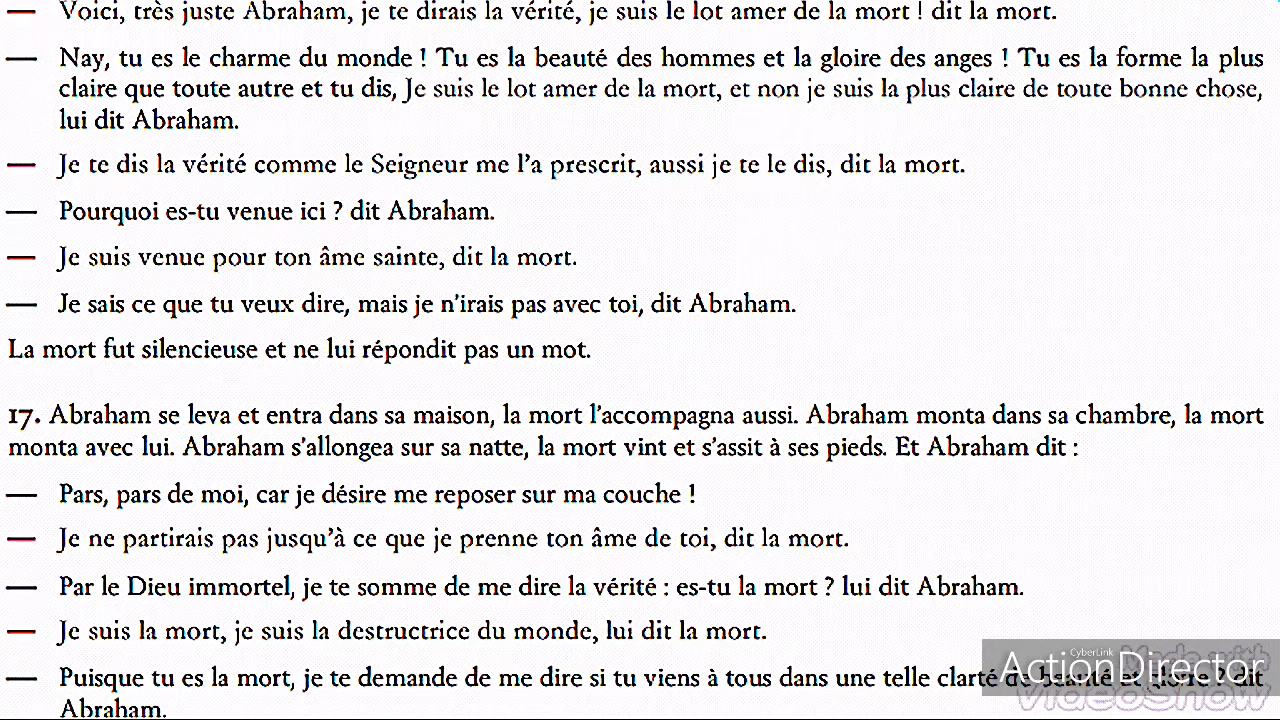 — Voici, très juste Abraham, je te dirais la vérité, je suis le lot amer de la mort ! dit la mort.
— Nay, tu es le charme du monde ! Tu es la beauté des hommes et la gloire des anges ! Tu es la forme la plus
claire que toute autre et tu dis, Je suis le lot amer de la mort, et non je suis la plus claire de toute bonne chose,
lui dit Abraham.
— Je te dis la vérité comme le Seigneur me l'a prescrit, aussi je te le dis, dit la mort.
— Pourquoi es-tu venue ici ? dit Abraham.
— Je suis venue pour ton âme sainte, dit la mort.
— Je sais ce que tu veux dire, mais je n'irais pas avec toi, dit Abraham.
La mort fut silencieuse et ne lui répondit pas un mot.
17. Abraham se leva et entra dans sa maison, la mort l'accompagna aussi. Abraham monta dans sa chambre, la mort
monta avec lui. Abraham s'allongea sur sa natte, la mort vint et s'assit à ses pieds. Et Abraham dit :
— Pars, pars de moi, car je désire me reposer sur ma couche !
— Je ne partirais pas jusqu'à ce que je prenne ton âme de toi, dit la mort.
— Par le Dieu immortel, je te somme de me dire la vérité : es-tu la mort ? lui dit Abraham.
— Je suis la mort, je suis la destructrice du monde, lui dit la mort.
— Puisque tu es la mort, je te demande de me dire si tu viens à tous dans une telle clarté de beauté et gloire ? dit
Abraham.
CyberLink
ActionDirector
Made with
VideoShow